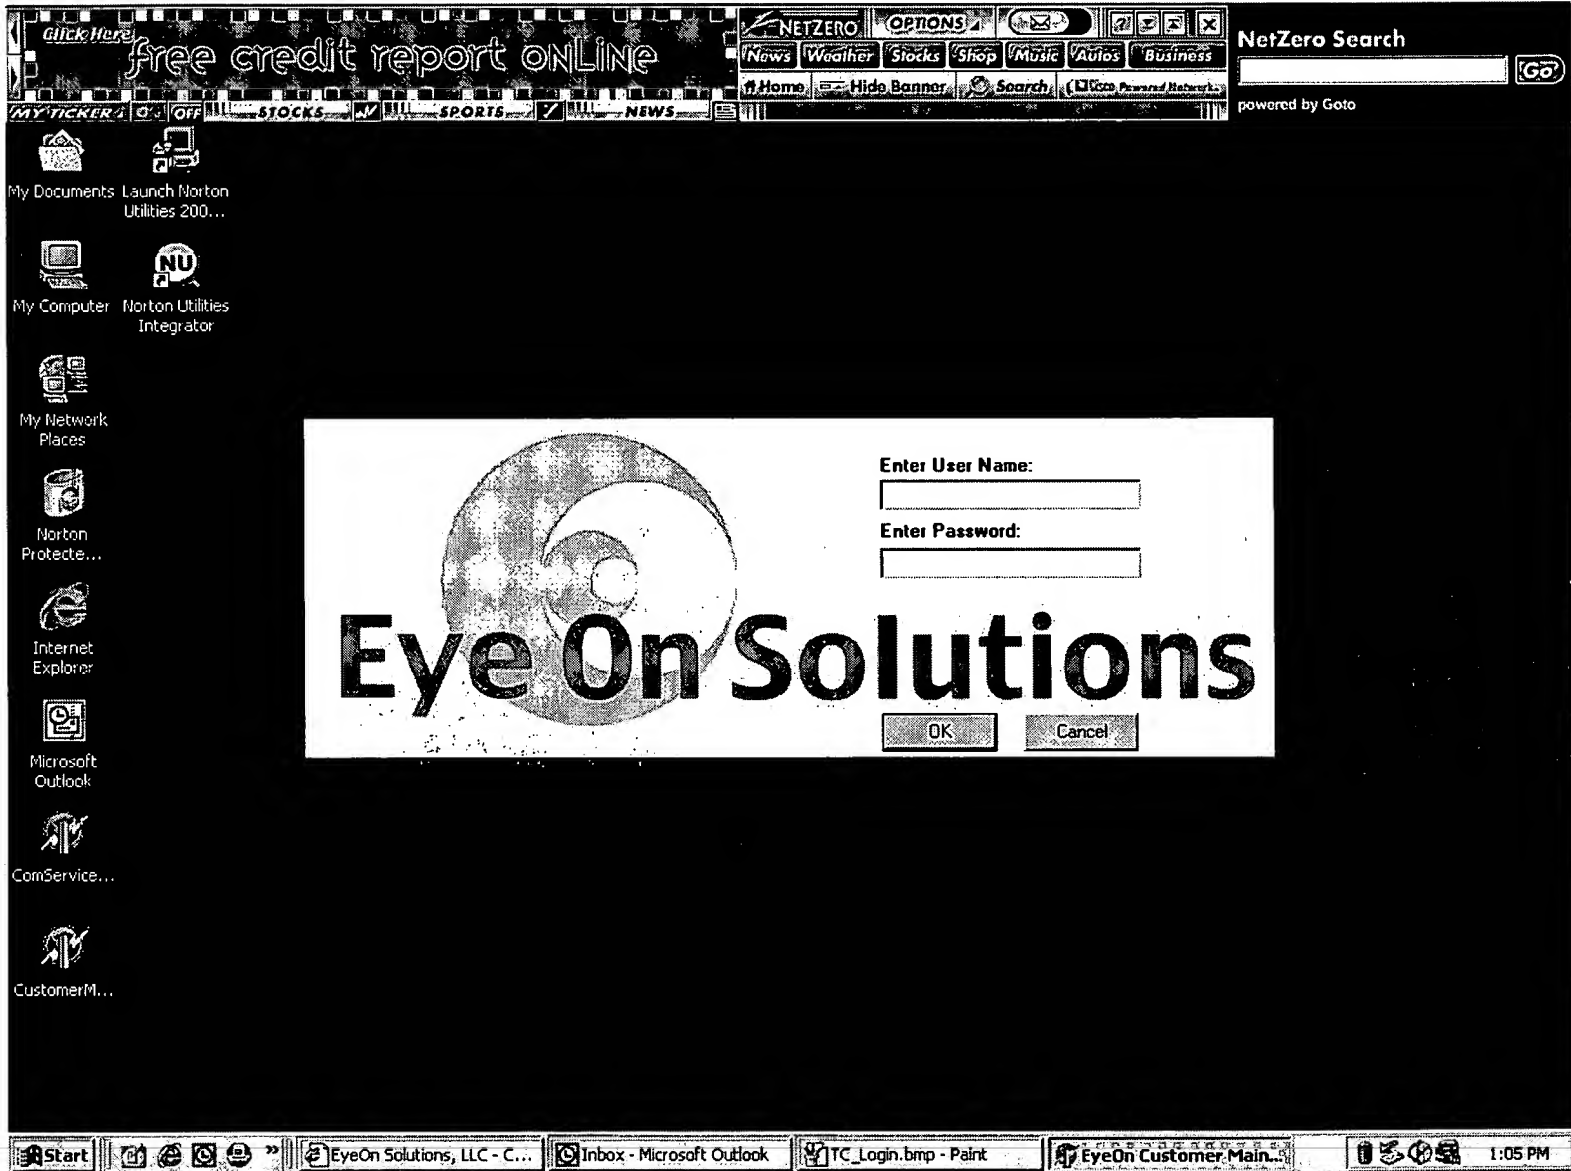 Click Here
free credit report onLine
NETZERO OPTIONS
News Weather Stocks Shop Music Autos Business
Home Hide Banner Search Cisco Powered Network.
NetZero Search
Go
powered by Goto
MY TICKER OFF STOCKS SPORTS NEWS
My Documents
Launch Norton
Utilities 200...
My Computer
NU
Norton Utilities
Integrator
My Network
Places
Norton
Protecte...
Internet
Explorer
Microsoft
Outlook
ComService...
CustomerM...
Enter User Name:
Enter Password:
Eye On Solutions
OK Cancel
Start » EyeOn Solutions, LLC - C... Inbox - Microsoft Outlook TC_Login.bmp - Paint EyeOn Customer Main... 1:05 PM